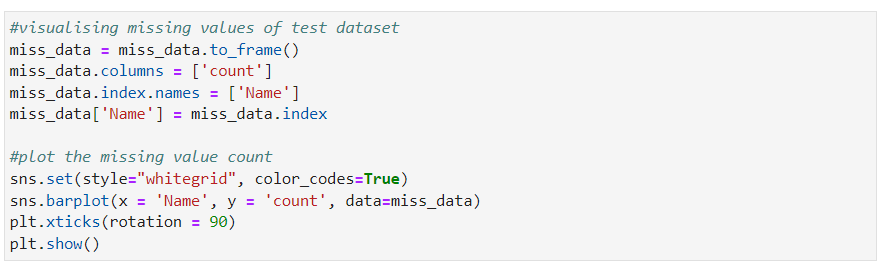 #visualising missing values of test dataset
miss_data = miss_data.to_frame()
miss_data.columns = ['count']
miss_data.index.names = ['Name']
miss_data['Name'] = miss_data.index

#plot the missing value count
sns.set(style="whitegrid", color_codes=True)
sns.barplot(x = 'Name', y = 'count', data=miss_data)
plt.xticks(rotation = 90)
plt.show()